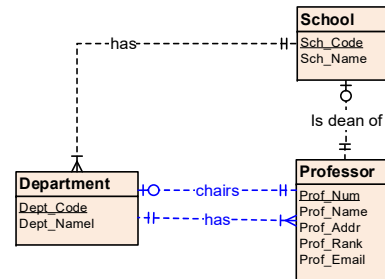 School
Sch_Code
Sch_Name
has
Is dean of
Department
Dept_Code
Dept_Namel
chairs
has
Professor
Prof_Num
Prof_Name
Prof_Addr
Prof_Rank
Prof_Email